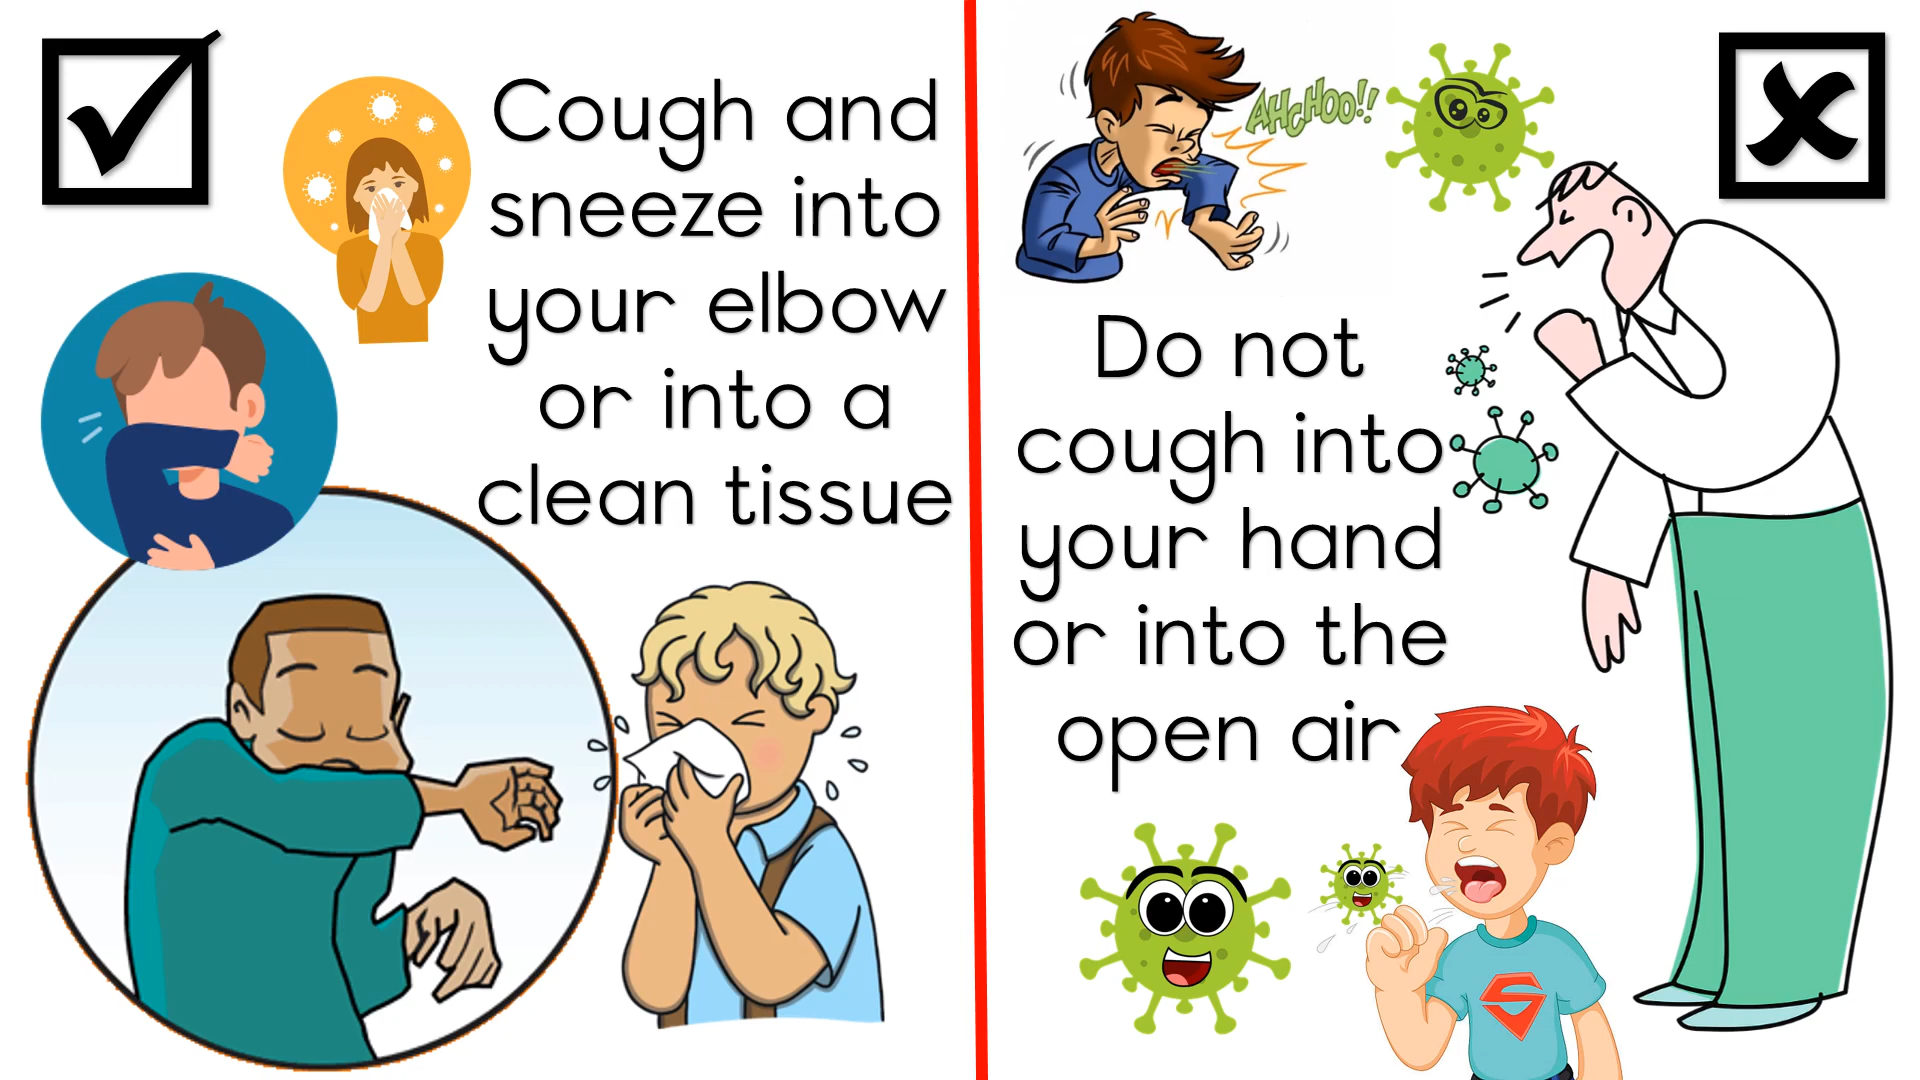 Cough and
sneeze into
your elbow
or into a
clean tissue
AHCHOO!!
Do not
cough into
your hand
or into the
open air
S